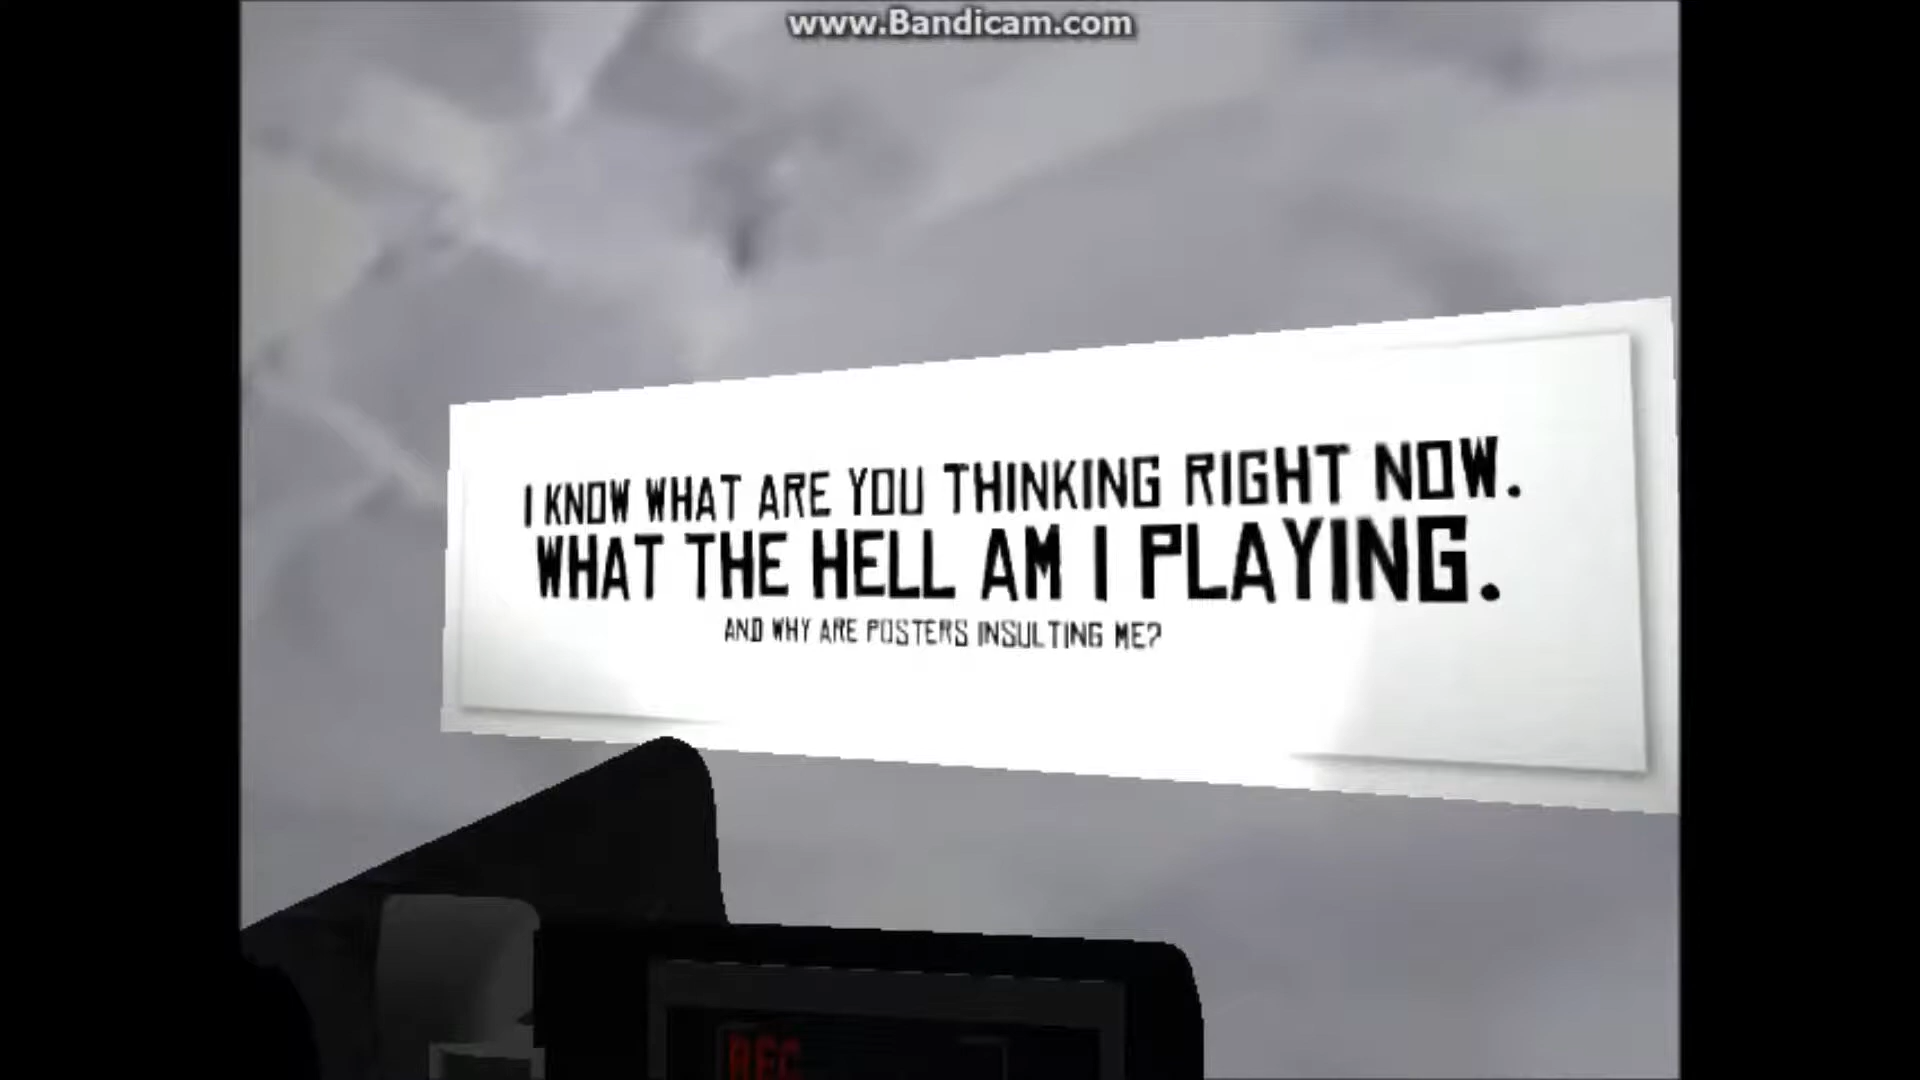 www.Bandicam.com
I KNOW WHAT ARE YOU THINKING RIGHT NOW.
WHAT THE HELL AM I PLAYING.
AND WHY ARE POSTERS INSULTING ME?
REC